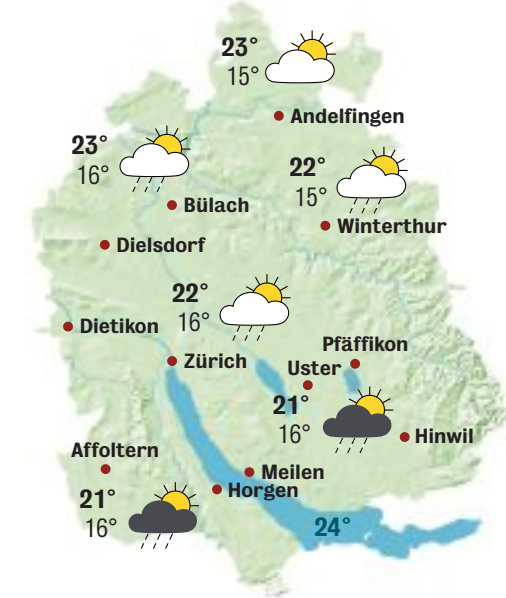 23°
15°
Andelfingen
23°
16°
22°
15°
Bülach
Winterthur
Dielsdorf
22°
16°
Dietikon
Zürich
Pfäffikon
Uster
21°
16°
Hinwil
Affoltern
Meilen
Horgen
21°
16°
24°